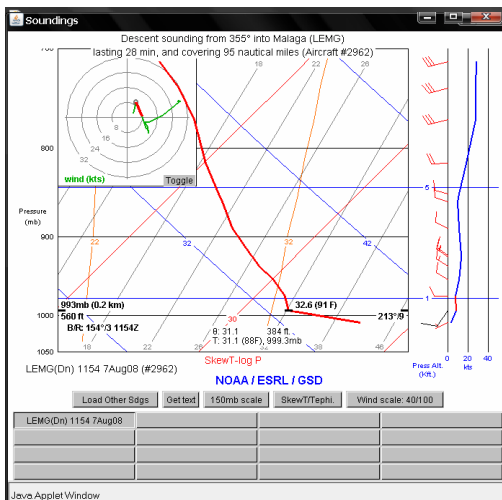 Soundings
Descent sounding from 355° into Malaga (LEMG)
lasting 28 min, and covering 95 nautical miles (Aircraft #2962)
700
18
22
26
8
16
24
32
wind (kts)
Toggle
800
5
Pressure
(mb)
900
22
32
32
42
993mb (0.2 km)
32.6 (91 F)
1
1000
560 ft
213°/9
B/R: 154°/3 1154Z
30
θ: 31.1
384 ft.
T: 31.1 (88F), 999.3mb
1050
18
22
26
38
46
SkewT-log P
LEMG(Dn) 1154 7Aug08 (#2962)
Press Alt.
(Kft.)
0
20
40
kts
NOAA / ESRL / GSD
Load Other Sdgs
Get text
150mb scale
SkewT/Tephi.
Wind scale: 40/100
LEMG(Dn) 1154 7Aug08
Java Applet Window